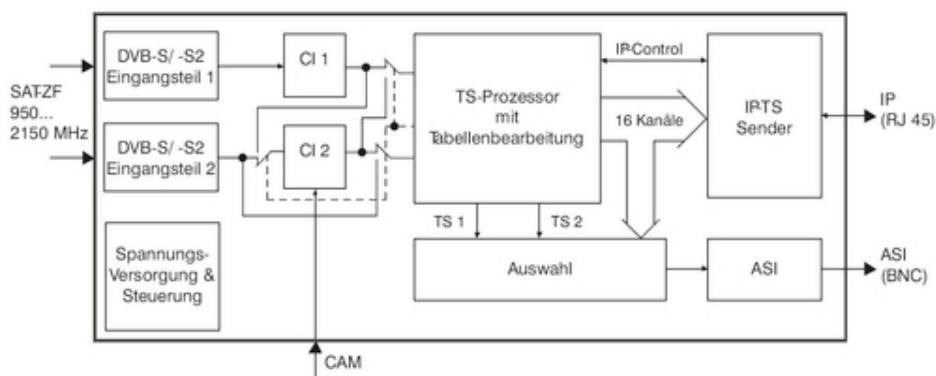 DVB-S/ -S2
Eingangsteil 1
CI 1
SAT-ZF
950...
2150 MHz
DVB-S/ -S2
Eingangsteil 2
CI 2
Spannungs-
Versorgung &
Steuerung
CAM
TS-Prozessor
mit
Tabellenbearbeitung
IP-Control
16 Kanäle
IP-TS
Sender
IP
(RJ 45)
TS 1
TS 2
Auswahl
ASI
ASI
(BNC)